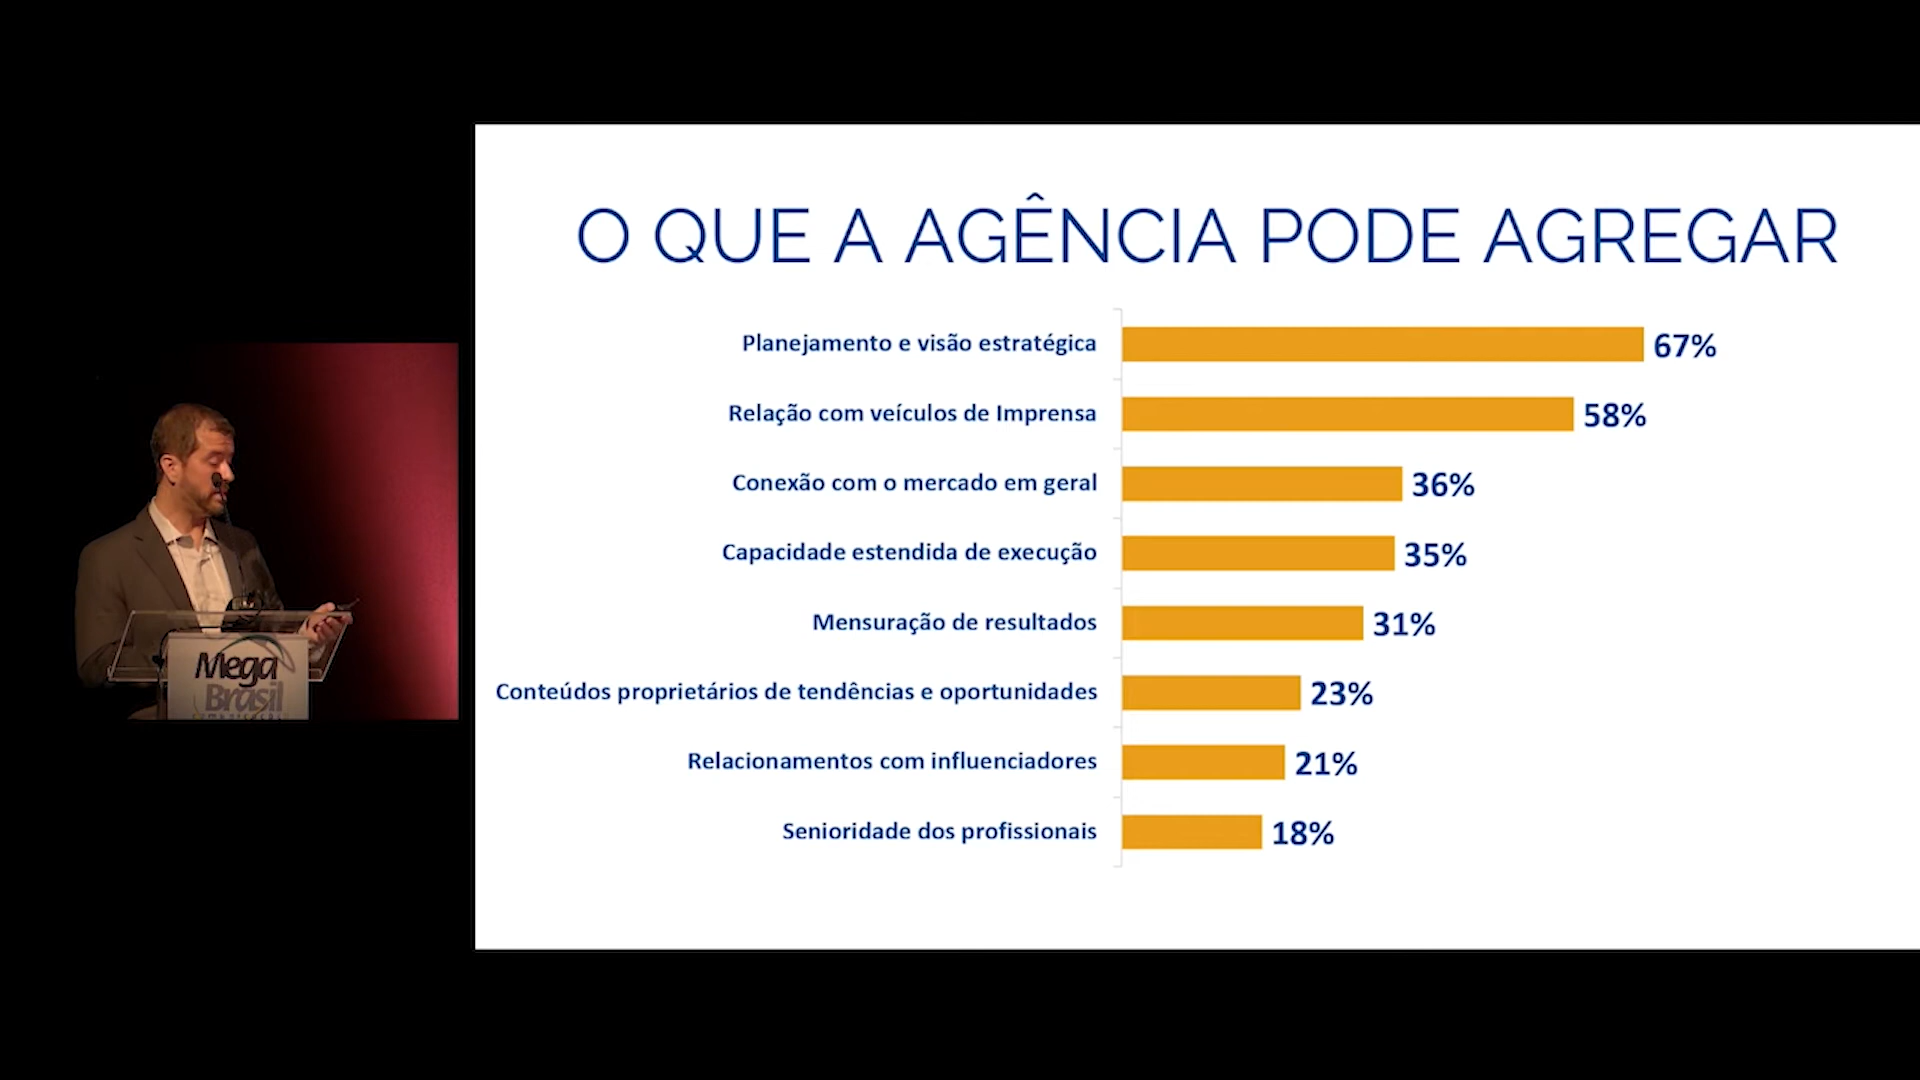 O QUE A AGÊNCIA PODE AGREGAR
Planejamento e visão estratégica 67%
Relação com veículos de Imprensa 58%
Conexão com o mercado em geral 36%
Capacidade estendida de execução 35%
Mensuração de resultados 31%
Conteúdos proprietários de tendências e oportunidades 23%
Relacionamentos com influenciadores 21%
Senioridade dos profissionais 18%
Mega
Brasil